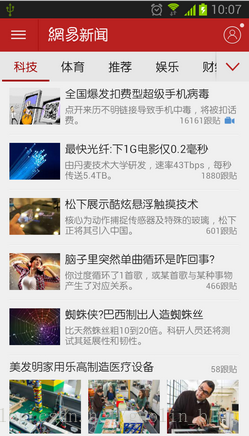 10:07
網易新闻
科技 体育 推荐 娱乐 财
全国爆发扣费型超级手机病毒
点开来历不明链接导致手机中毒，将被扣话费。
16161跟贴
最快光纤:下1G电影仅0.2毫秒
由丹麦技术大学研发，速率43Tbps，每秒
传送5.4TB。
1880跟贴
松下展示酷炫悬浮触摸技术
核心为动作捕捉传感器及特殊的玻璃，松下
正将其引入中国。
601跟贴
脑子里突然单曲循环是咋回事?
你过度循环了1首歌，或某首歌与某种事物
产生了对应关系。
466跟贴
蜘蛛侠?巴西制出人造蜘蛛丝
比天然蛛丝粗10到20倍。科研人员还将测
试其延展性和韧性。
美发明家用乐高制造医疗设备
58跟贴